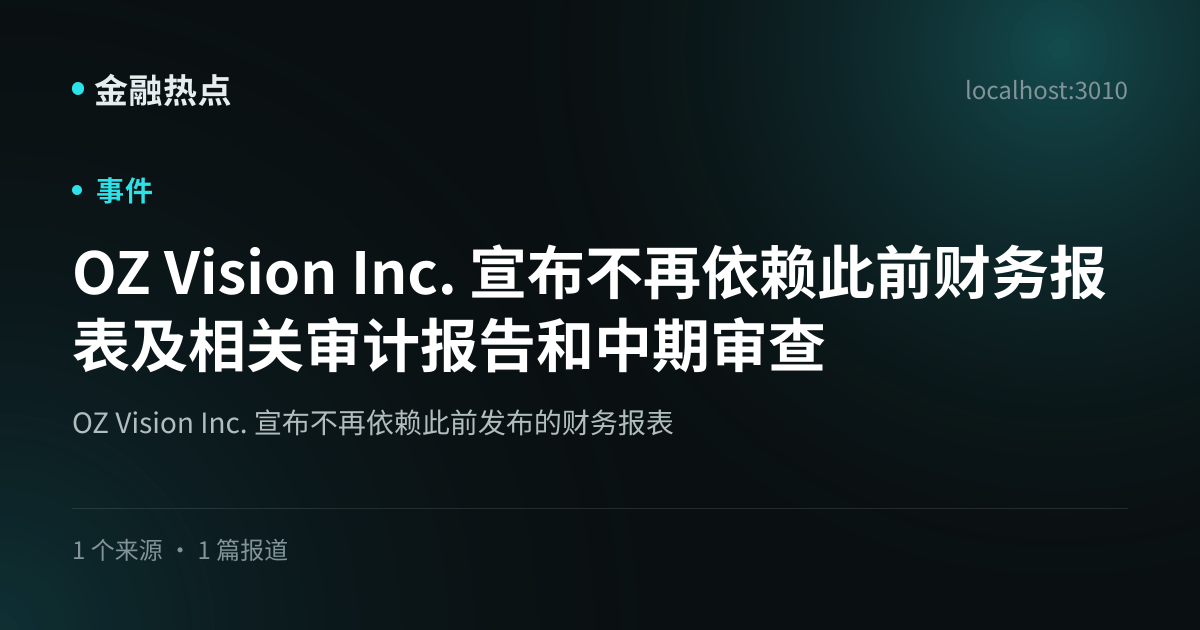 金融热点
localhost:3010
事件
OZ Vision Inc. 宣布不再依赖此前财务报
表及相关审计报告和中期审查
OZ Vision Inc. 宣布不再依赖此前发布的财务报表
1 个来源 · 1 篇报道